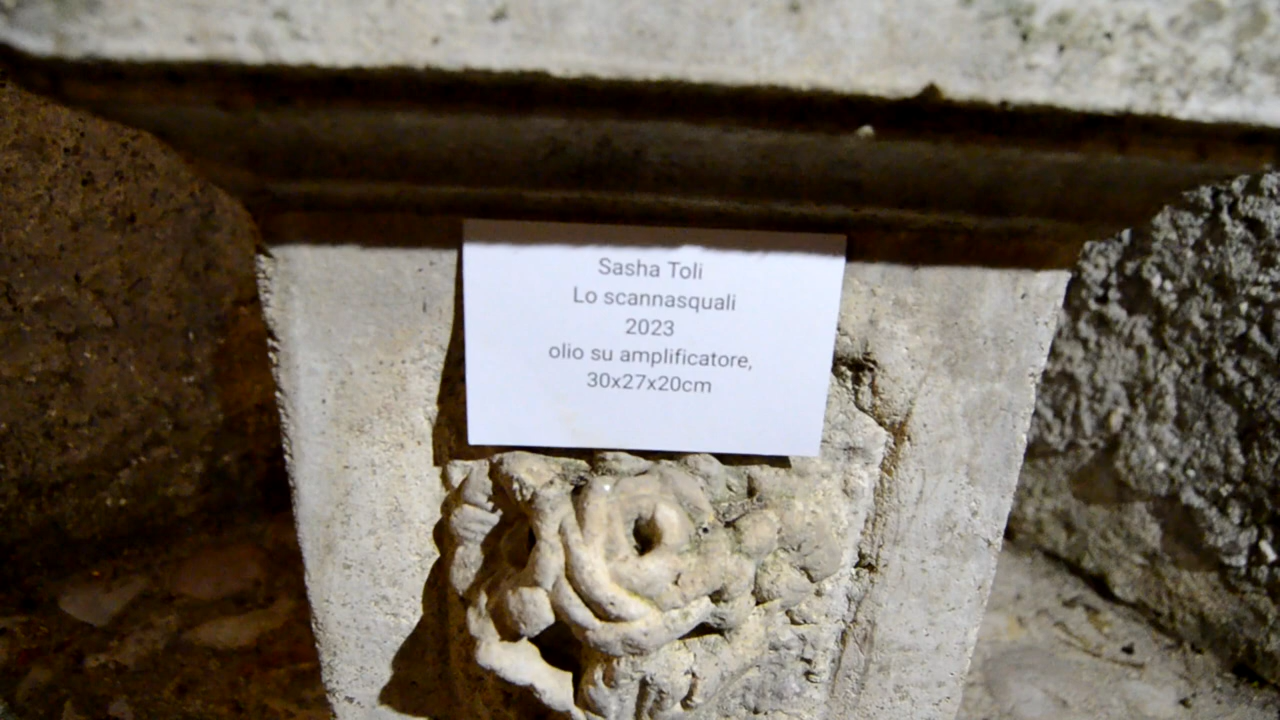 Sasha Toli
Lo scannasquali
2023
olio su amplificatore,
30x27x20cm